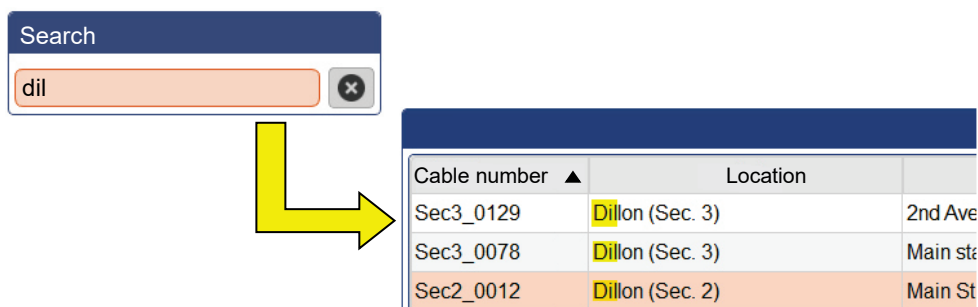 Search
dil
Cable number ▲ Location
Sec3_0129 Dillon (Sec. 3) 2nd Ave
Sec3_0078 Dillon (Sec. 3) Main sta
Sec2_0012 Dillon (Sec. 2) Main St